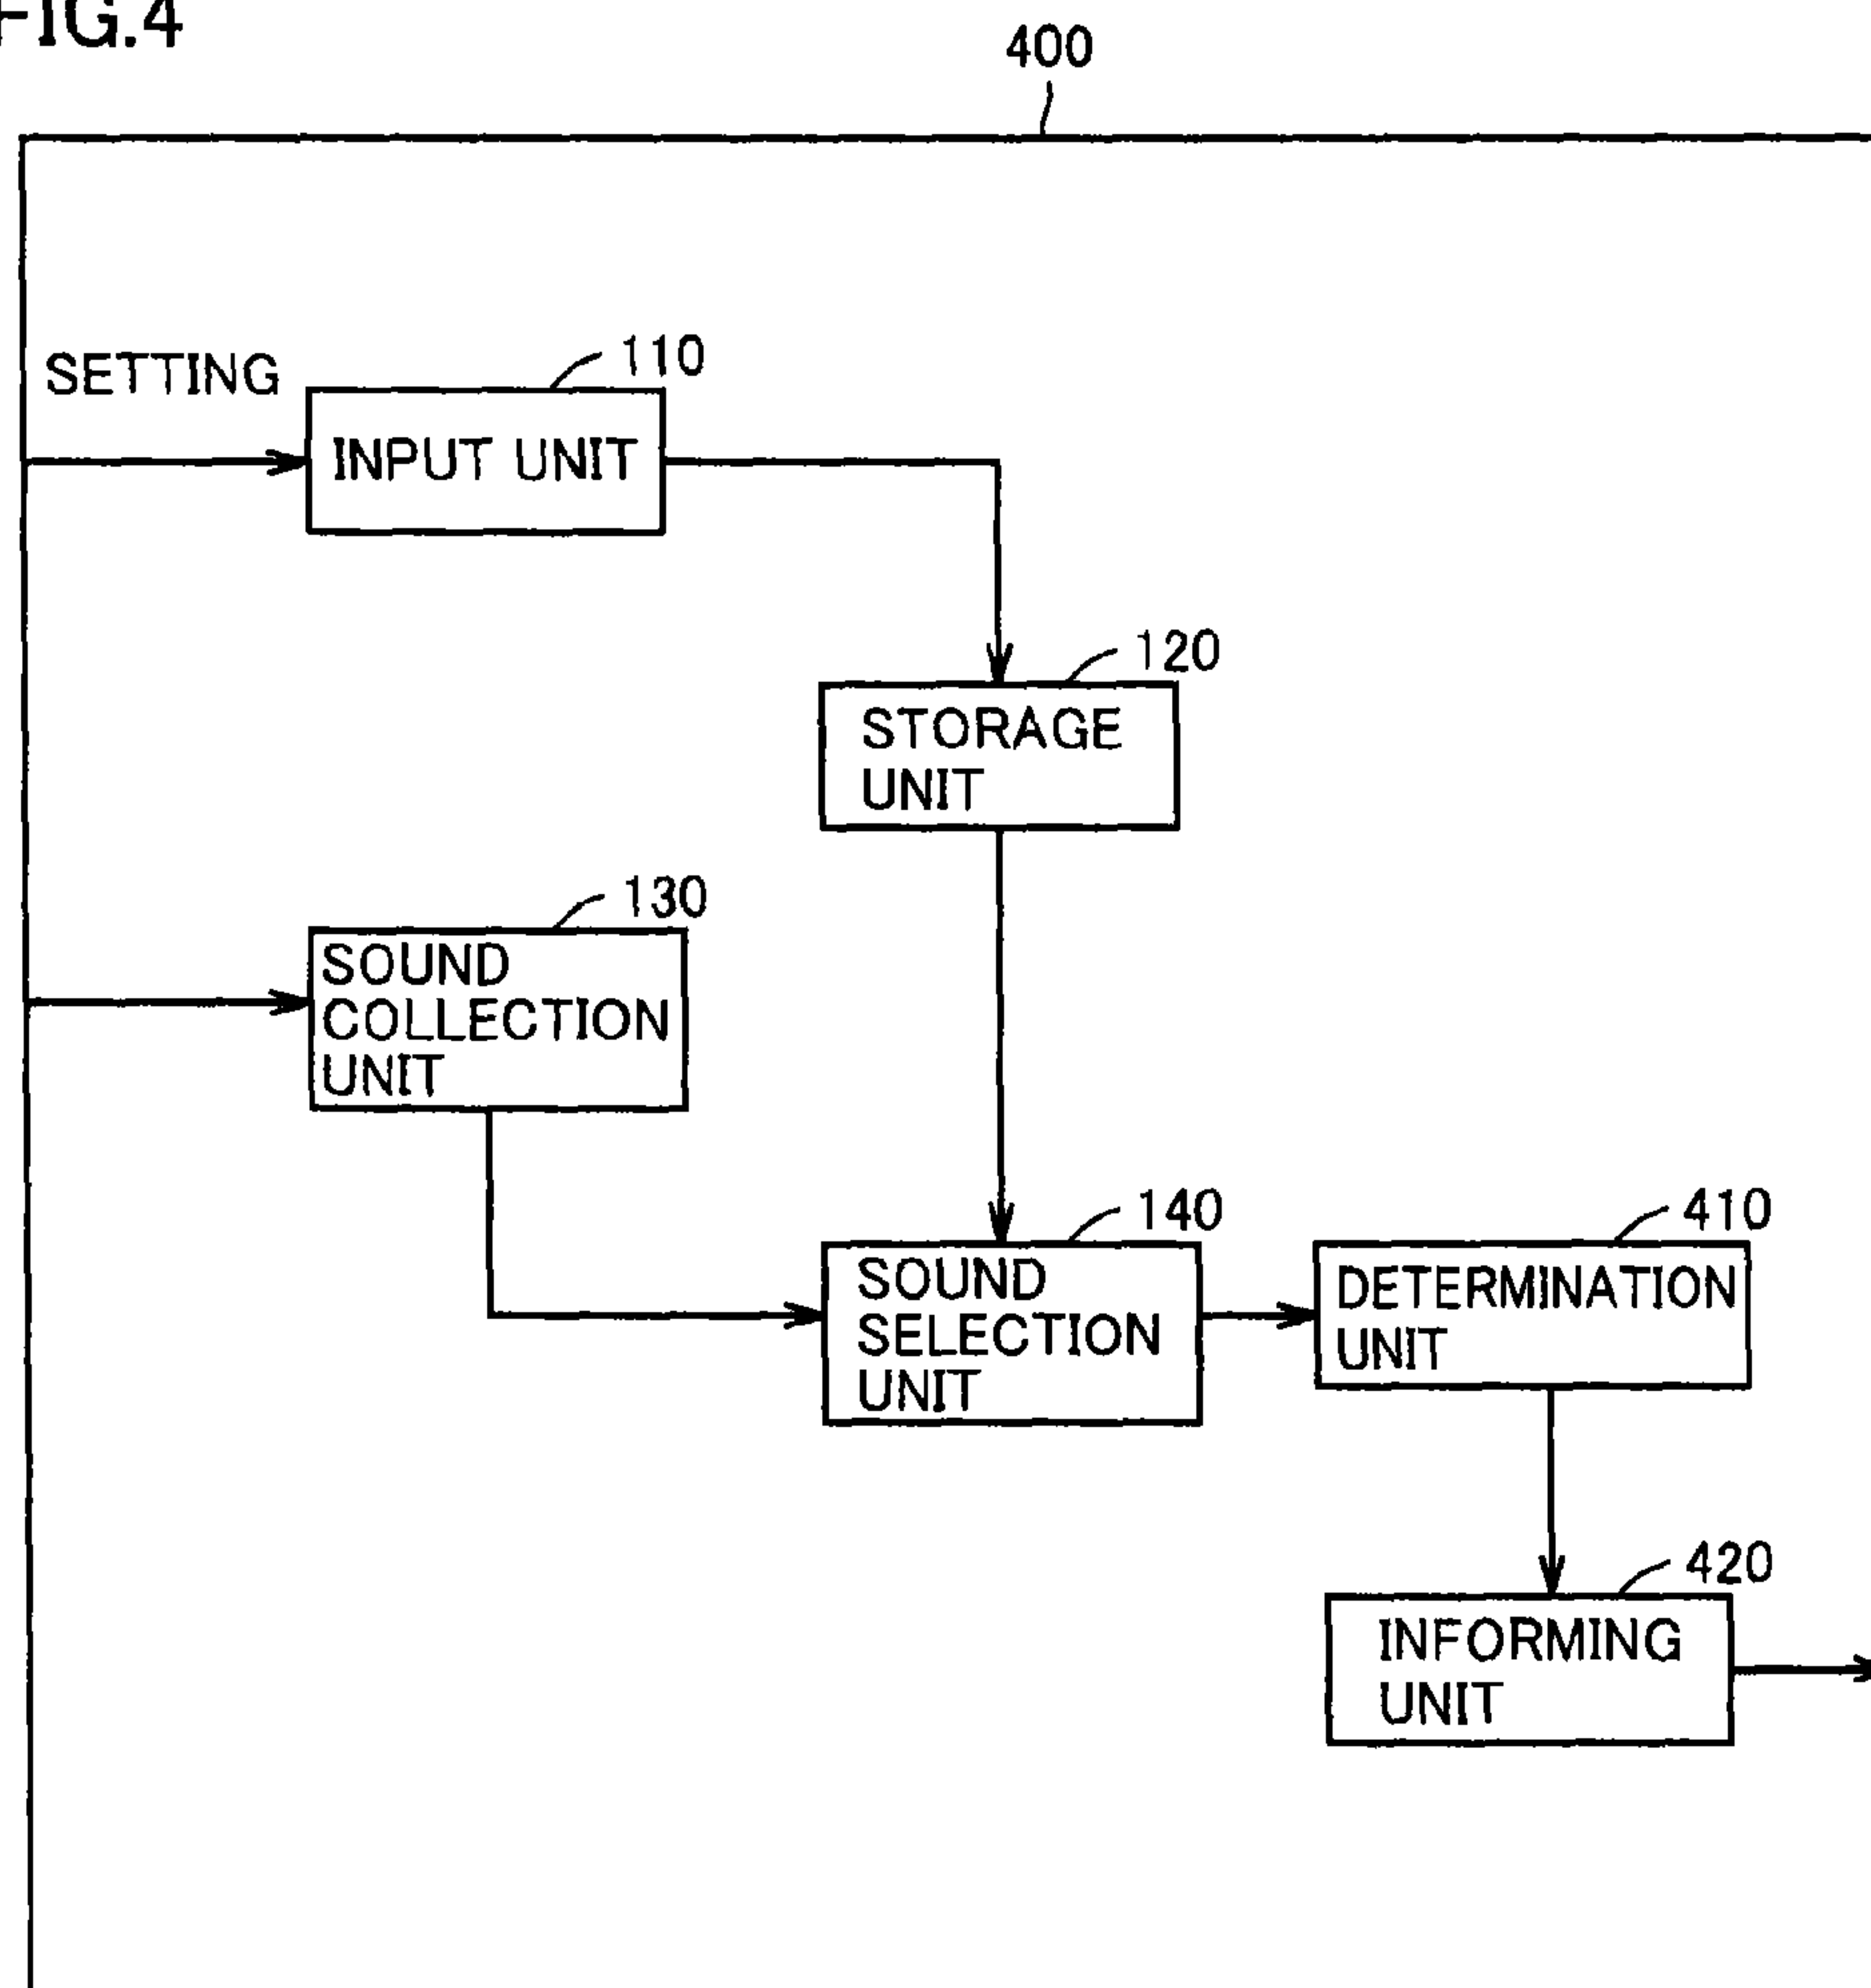 FIG.4
400
SETTING
110
INPUT UNIT
120
STORAGE
UNIT
130
SOUND
COLLECTION
UNIT
140
SOUND
SELECTION
UNIT
410
DETERMINATION
UNIT
420
INFORMING
UNIT